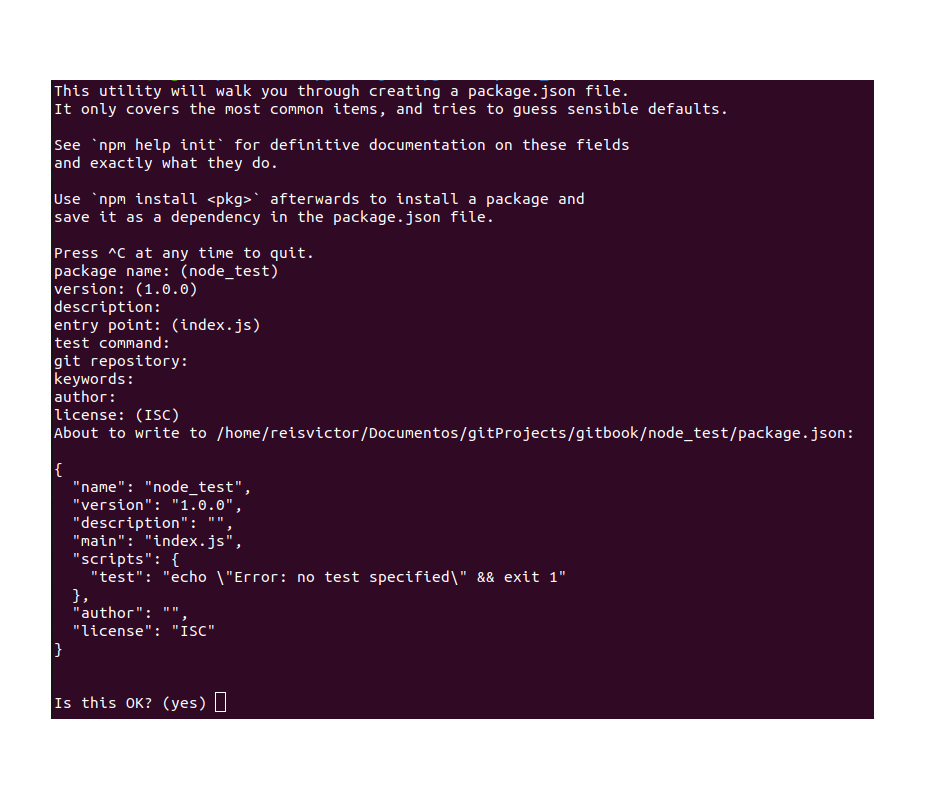 This utility will walk you through creating a package.json file.
It only covers the most common items, and tries to guess sensible defaults.
See `npm help init` for definitive documentation on these fields
and exactly what they do.
Use `npm install <pkg>` afterwards to install a package and
save it as a dependency in the package.json file.
Press ^C at any time to quit.
package name: (node_test)
version: (1.0.0)
description:
entry point: (index.js)
test command:
git repository:
keywords:
author:
license: (ISC)
About to write to /home/reisvictor/Documentos/gitProjects/gitbook/node_test/package.json:
{
  "name": "node_test",
  "version": "1.0.0",
  "description": "",
  "main": "index.js",
  "scripts": {
    "test": "echo \"Error: no test specified\" && exit 1"
  },
  "author": "",
  "license": "ISC"
}
Is this OK? (yes)